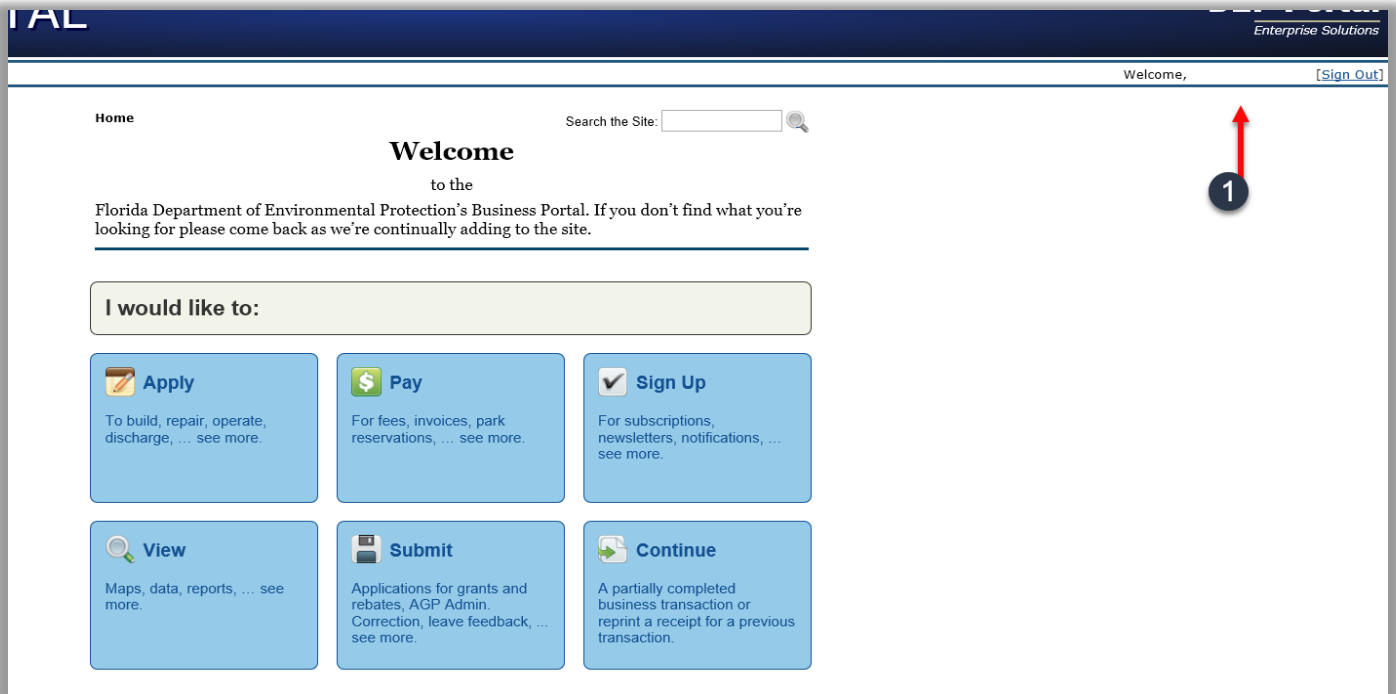 Enterprise Solutions
Welcome, [Sign Out]
Home
Search the Site:
Welcome
to the
Florida Department of Environmental Protection's Business Portal. If you don't find what you're
looking for please come back as we're continually adding to the site.
1
I would like to:
Apply
To build, repair, operate,
discharge, ... see more.
Pay
For fees, invoices, park
reservations, ... see more.
Sign Up
For subscriptions,
newsletters, notifications, ...
see more.
View
Maps, data, reports, ... see
more.
Submit
Applications for grants and
rebates, AGP Admin.
Correction, leave feedback, ...
see more.
Continue
A partially completed
business transaction or
reprint a receipt for a previous
transaction.